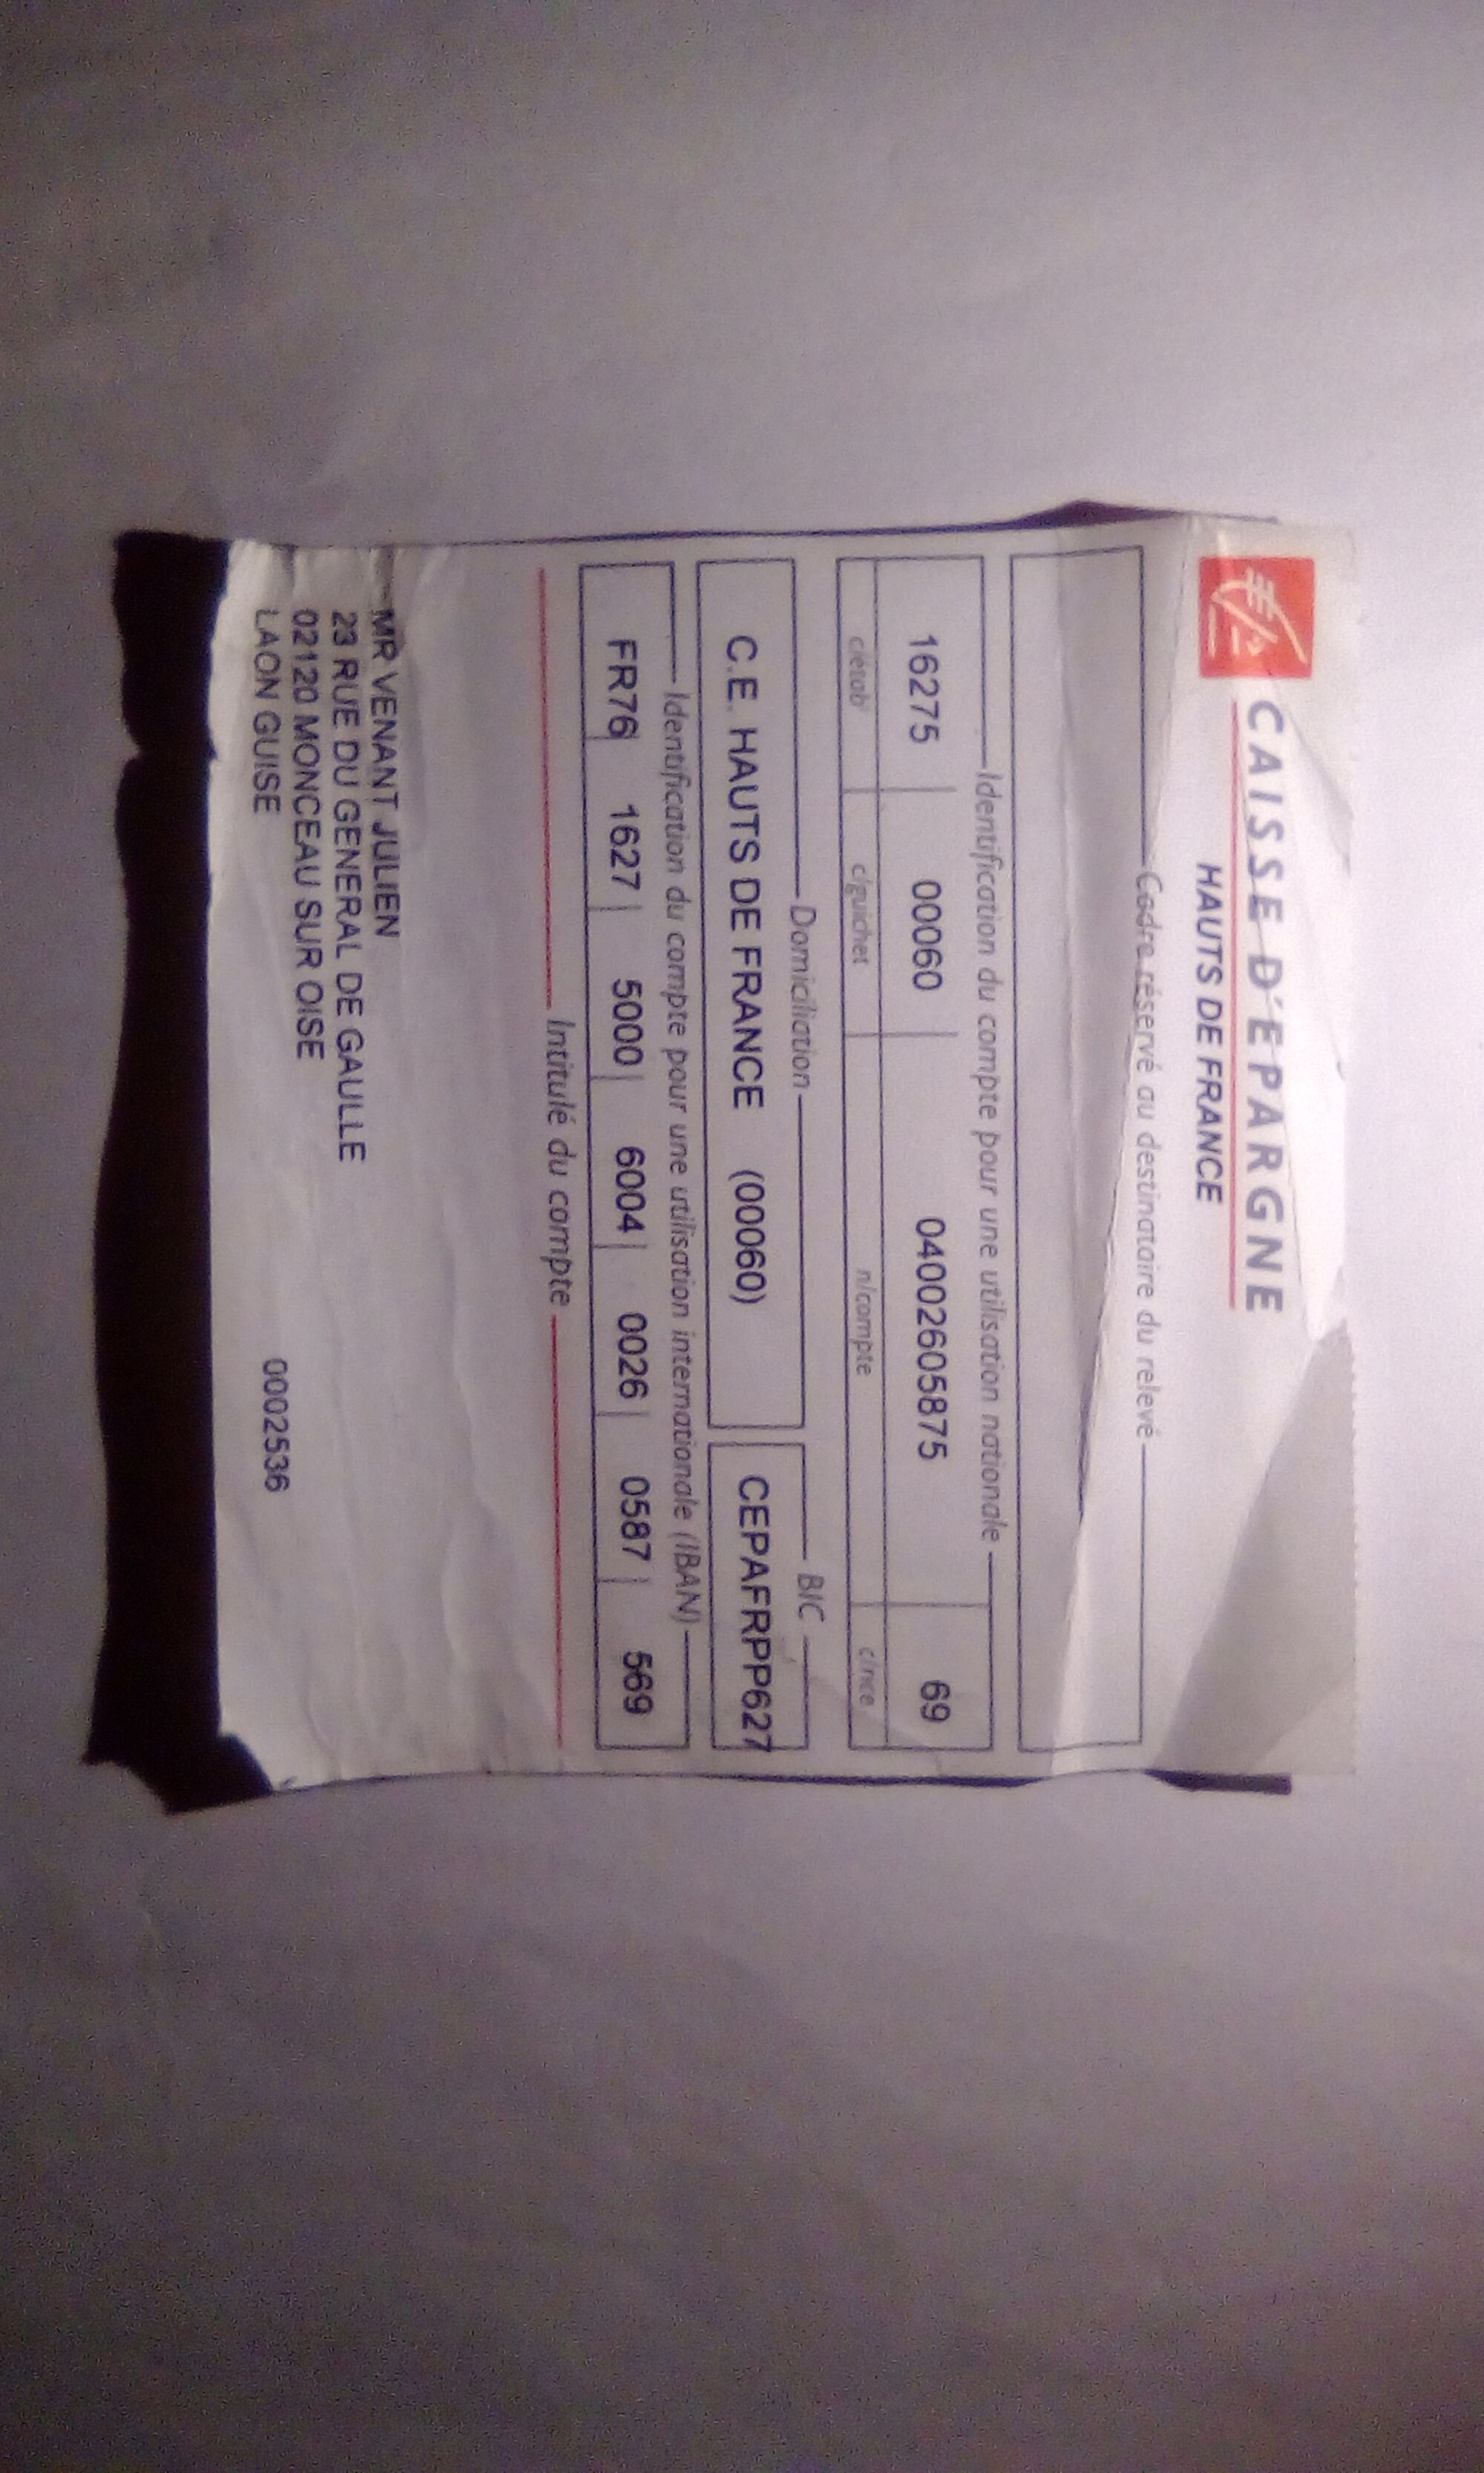 CAISSE D'EPARGNE
HAUTS DE FRANCE
Cadre réservé au destinataire du relevé
Identification du compte pour une utilisation nationale
16275 00060 04002605875 69
c/étab' c/guichet n/compte c/rice
Domiciliation BIC
C.E. HAUTS DE FRANCE (00060) CEPAFRPP627
Identification du compte pour une utilisation internationale (IBAN)
FR76 1627 5000 6004 0026 0587 569
Intitulé du compte
MR VENANT JULIEN
23 RUE DU GENERAL DE GAULLE
02120 MONCEAU SUR OISE
LAON GUISE 0002536